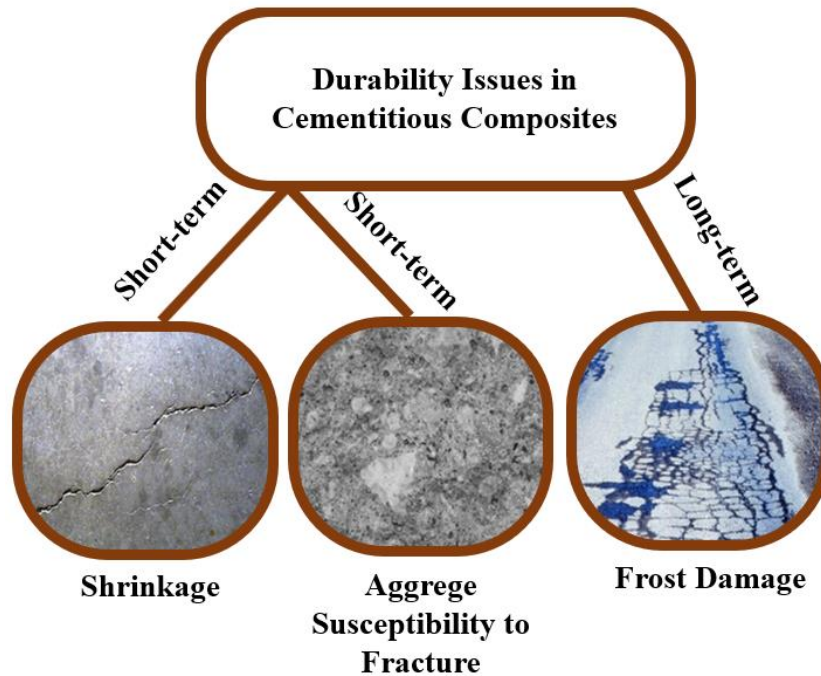 Durability Issues in
Cementitious Composites
Short-term
Short-term
Long-term
Shrinkage
Aggrege
Susceptibility to
Fracture
Frost Damage